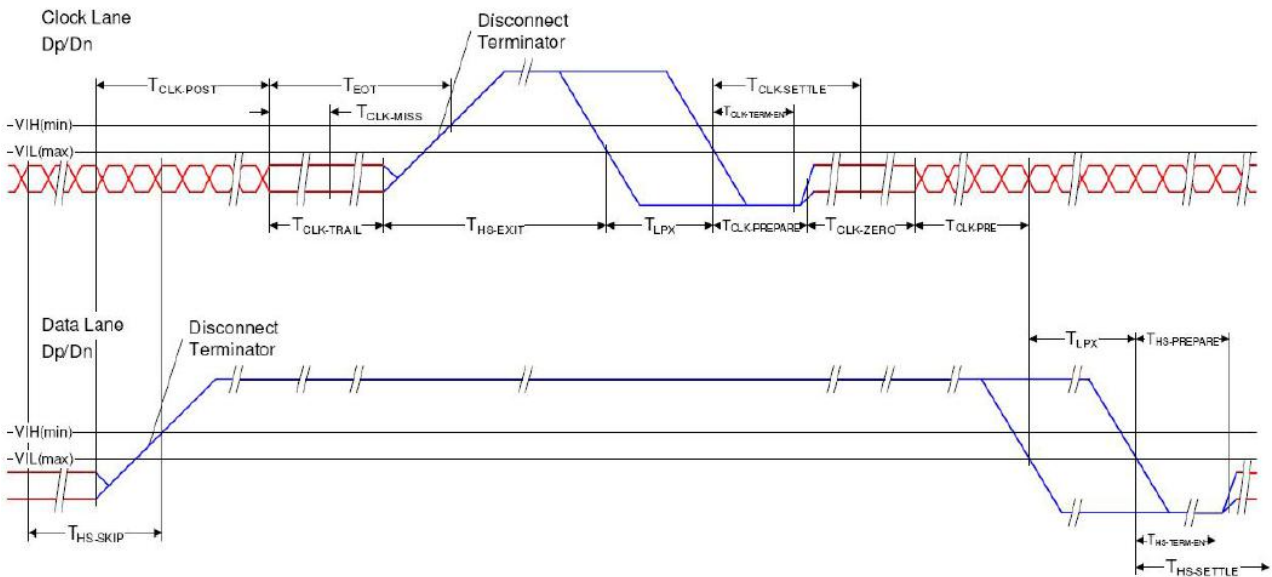 Clock Lane
Dp/Dn
Disconnect
Terminator
TCLK-POST
TEOT
TCLK-MISS
TCLK-SETTLE
TCLK-TERM-EN
VIH(min)
VIL(max)
TCLK-TRAIL
THS-EXIT
TLPX
TCLK-PREPARE
TCLK-ZERO
TCLK-PRE
Data Lane
Dp/Dn
Disconnect
Terminator
TLPX
THS-PREPARE
VIH(min)
VIL(max)
THS-SKIP
THS-TERM-EN
THS-SETTLE